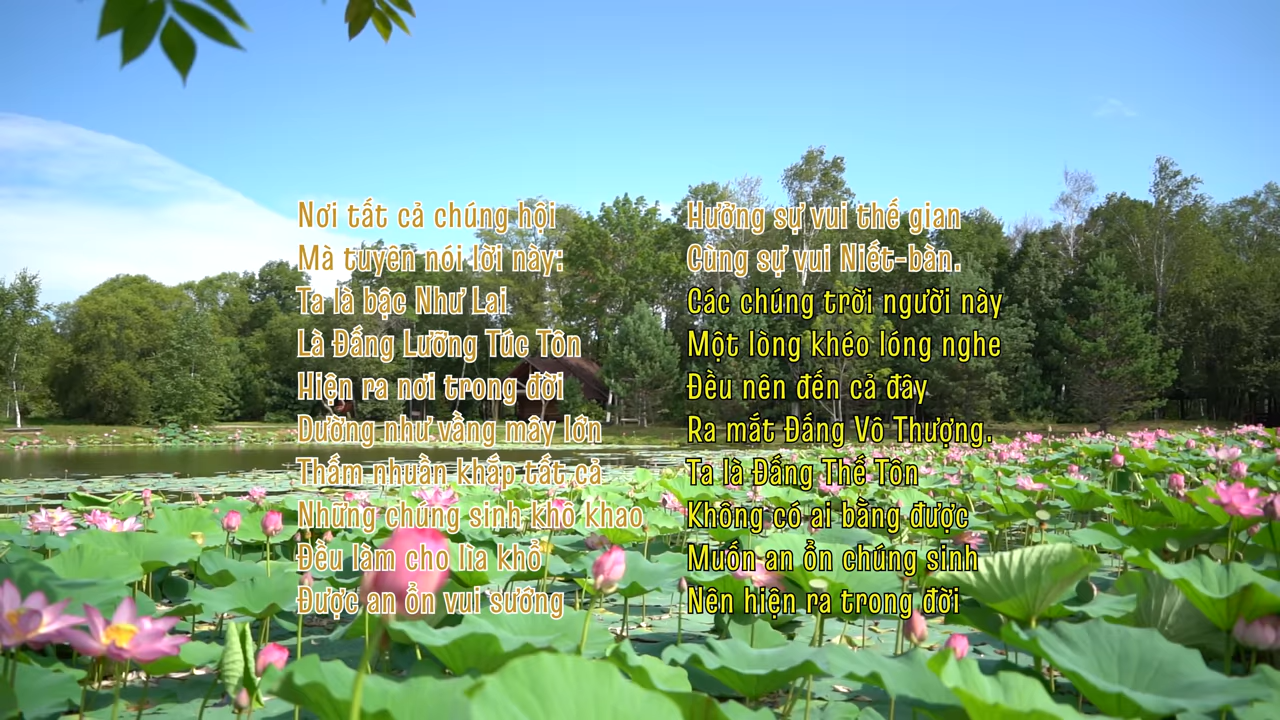 Nơi tất cả chúng hội
Mà tuyên nói lời này:
Ta là bậc Như Lai
Là Đấng Lưỡng Túc Tôn
Hiện ra nơi trong đời
Dường như vầng mây lớn
Thấm nhuần khắp tất cả
Những chúng sinh khô khao
Đều làm cho lìa khổ
Được an ổn vui sướng
Hưởng sự vui thế gian
Cùng sự vui Niết-bàn.
Các chúng trời người này
Một lòng khéo lóng nghe
Đều nên đến cả đây
Ra mắt Đấng Vô Thượng.
Ta là Đấng Thế Tôn
Không có ai bằng được
Muốn an ổn chúng sinh
Nên hiện ra trong đời